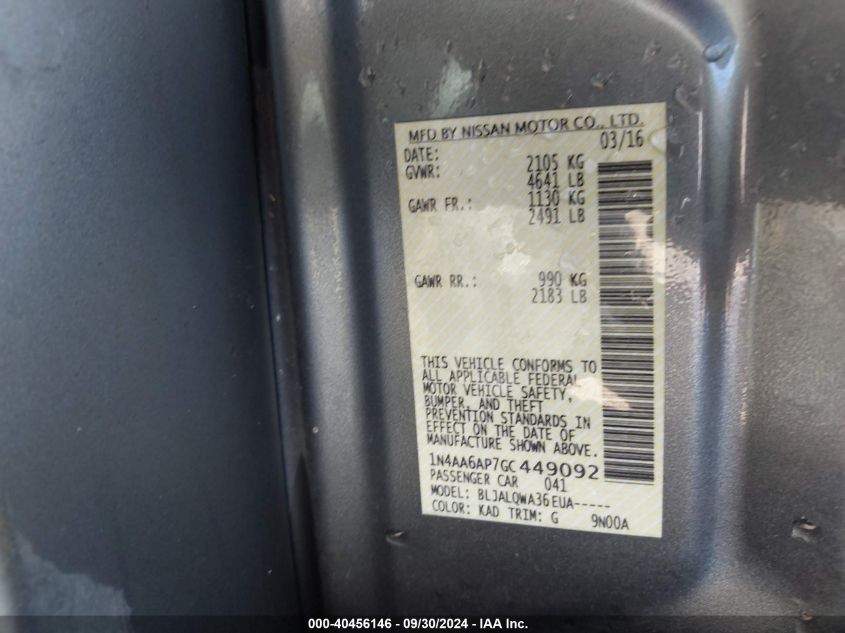 MFD BY NISSAN MOTOR CO., LTD.
DATE: 03/16
GVWR: 2105 KG
4641 LB
GAWR FR.: 1130 KG
2491 LB
GAWR RR.: 990 KG
2183 LB
THIS VEHICLE CONFORMS TO
ALL APPLICABLE FEDERAL
MOTOR VEHICLE SAFETY,
BUMPER, AND THEFT
PREVENTION STANDARDS IN
EFFECT ON THE DATE OF
MANUFACTURE SHOWN ABOVE.
1N4AA6AP7GC449092
PASSENGER CAR 041
MODEL: BLJALQWA36EUA-----
COLOR: KAD TRIM: G 9N00A
000-40456146 - 09/30/2024 - IAA Inc.